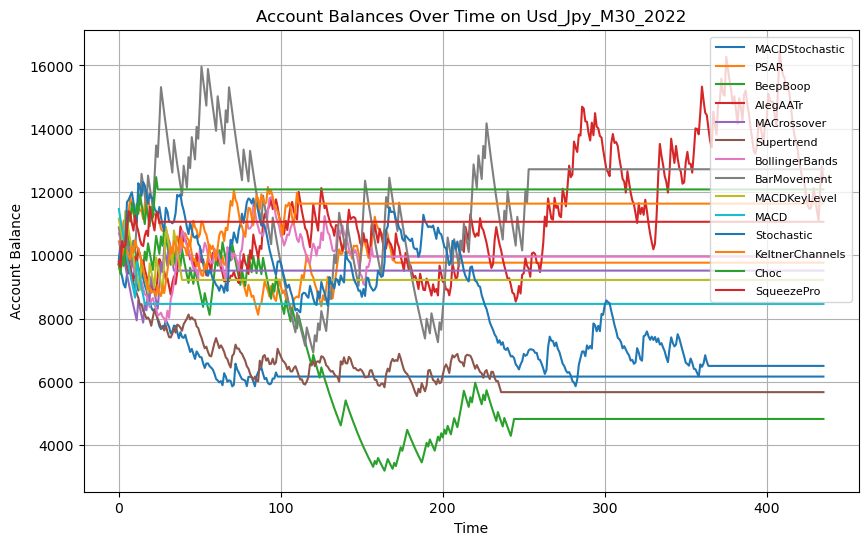 Account Balances Over Time on Usd_Jpy_M30_2022
Account Balance
16000
14000
12000
10000
8000
6000
4000
0
100
200
300
400
Time
MACDStochastic
PSAR
BeepBoop
AlegAATr
MACrossover
Supertrend
BollingerBands
BarMovement
MACDKeyLevel
MACD
Stochastic
KeltnerChannels
Choc
SqueezePro